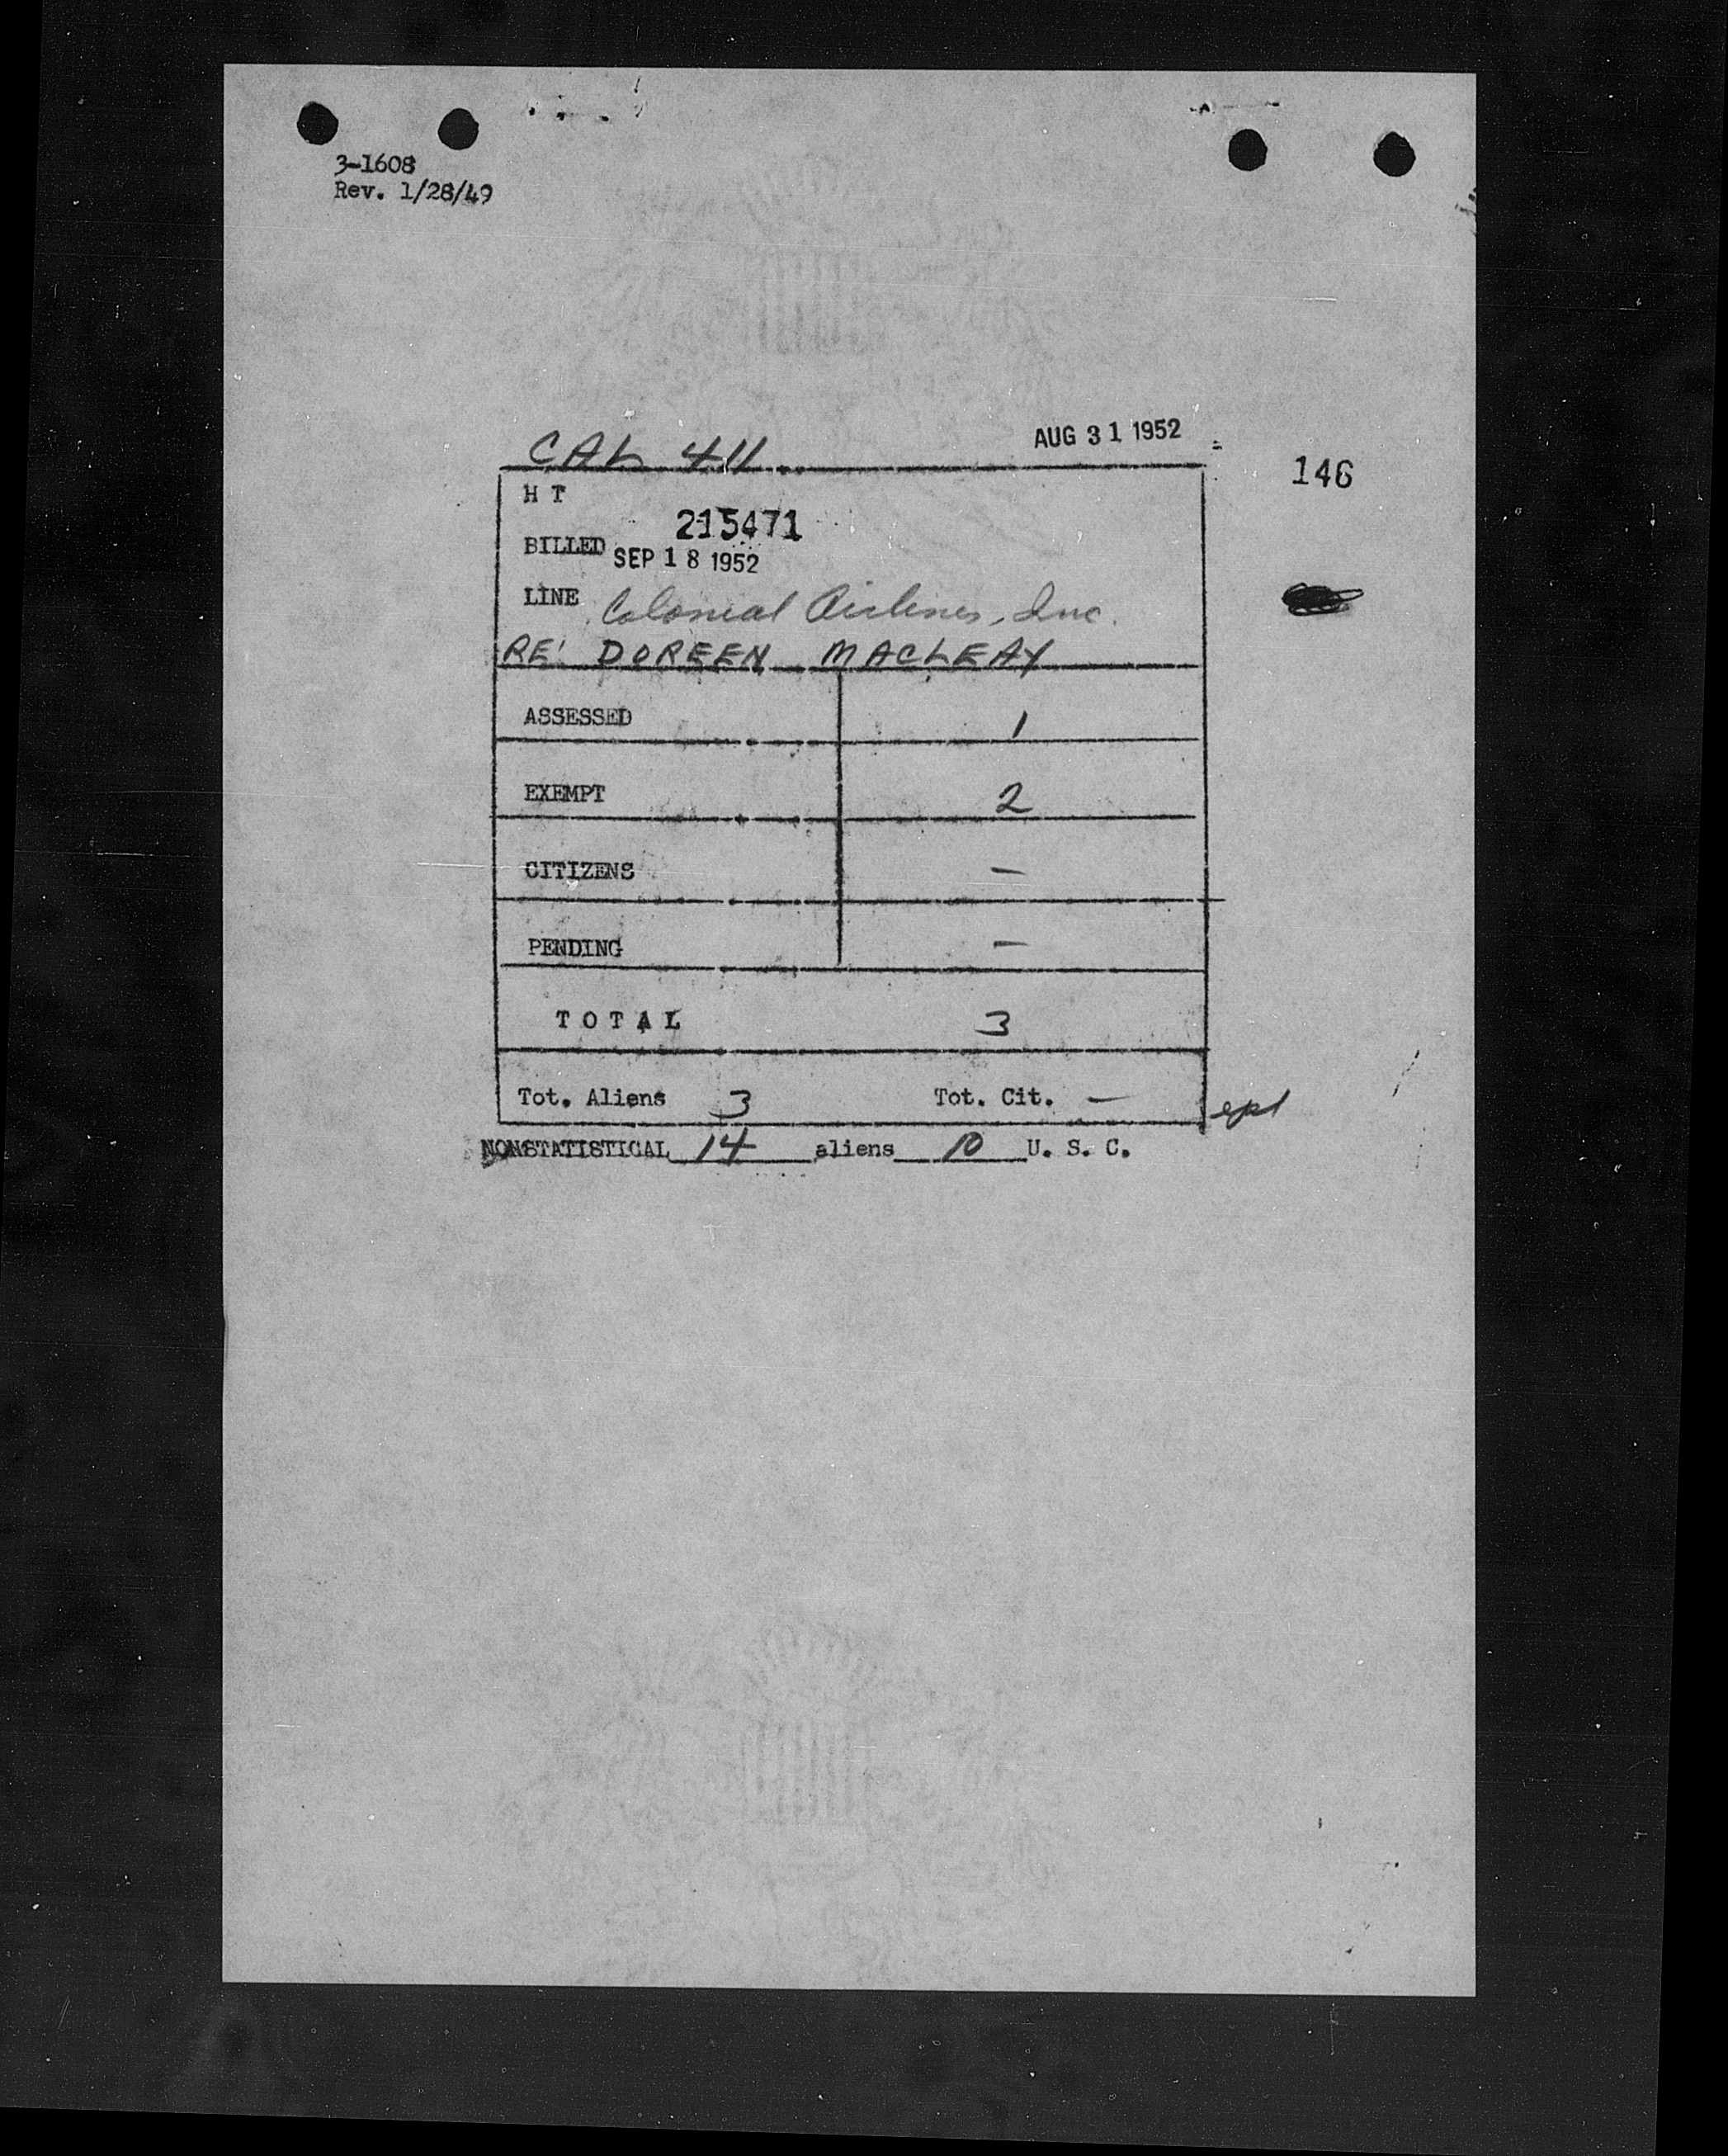 3-1608
Rev. 1/28/49
CAL 411
AUG 31 1952
146
H T
215471
BILLED SEP 18 1952
LINE Colonial Airlines, Inc.
RE: DOREEN MACLEAY
ASSESSED 1
EXEMPT 2
CITIZENS —
PENDING —
TOTAL 3
Tot. Aliens 3 Tot. Cit. —
NONSTATISTICAL 14 aliens 10 U. S. C.